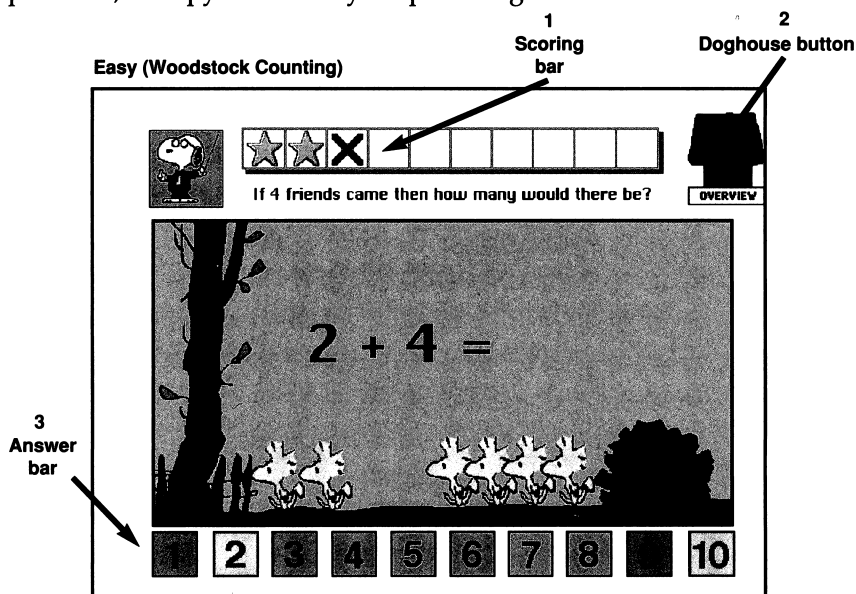 1
Scoring
bar
2
Doghouse button
Easy (Woodstock Counting)
If 4 friends came then how many would there be?
OVERVIEW
2 + 4 =
3
Answer
bar
1 2 3 4 5 6 7 8 10